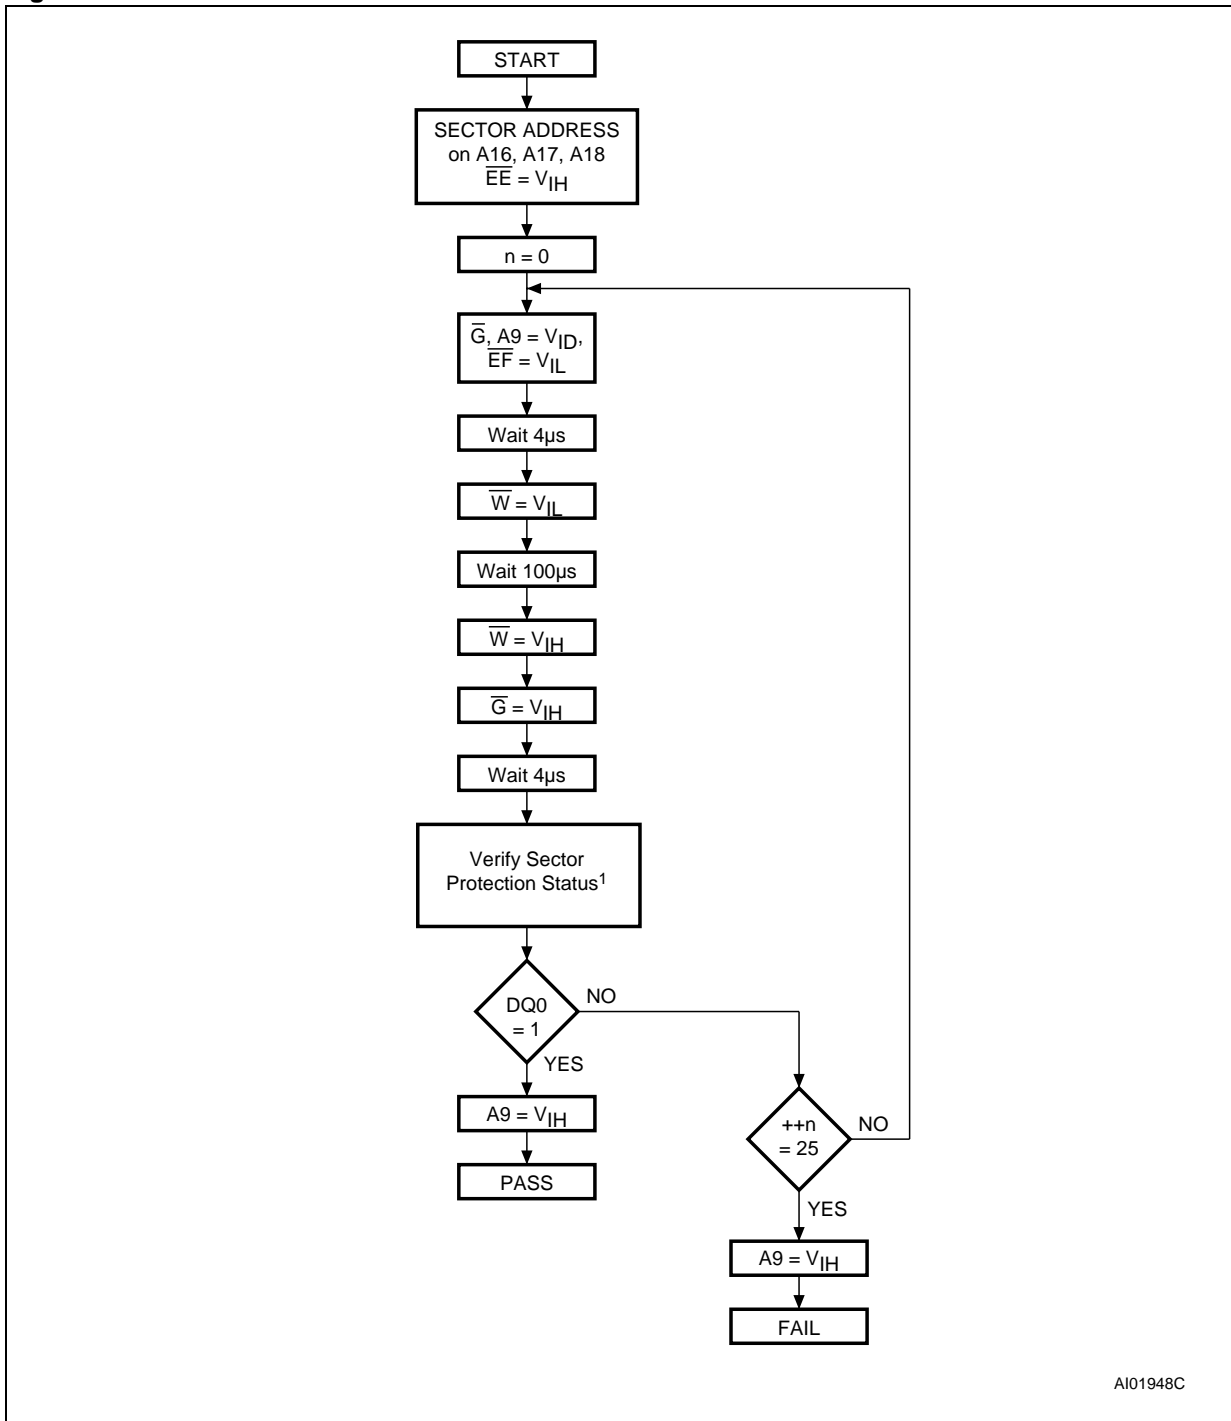 START
SECTOR ADDRESS
on A16, A17, A18
E̅E̅ = VIH
n = 0
G̅, A9 = VID,
E̅F̅ = VIL
Wait 4µs
W̅ = VIL
Wait 100µs
W̅ = VIH
G̅ = VIH
Wait 4µs
Verify Sector
Protection Status1
DQ0
= 1
NO
YES
A9 = VIH
PASS
++n
= 25
NO
YES
A9 = VIH
FAIL
AI01948C